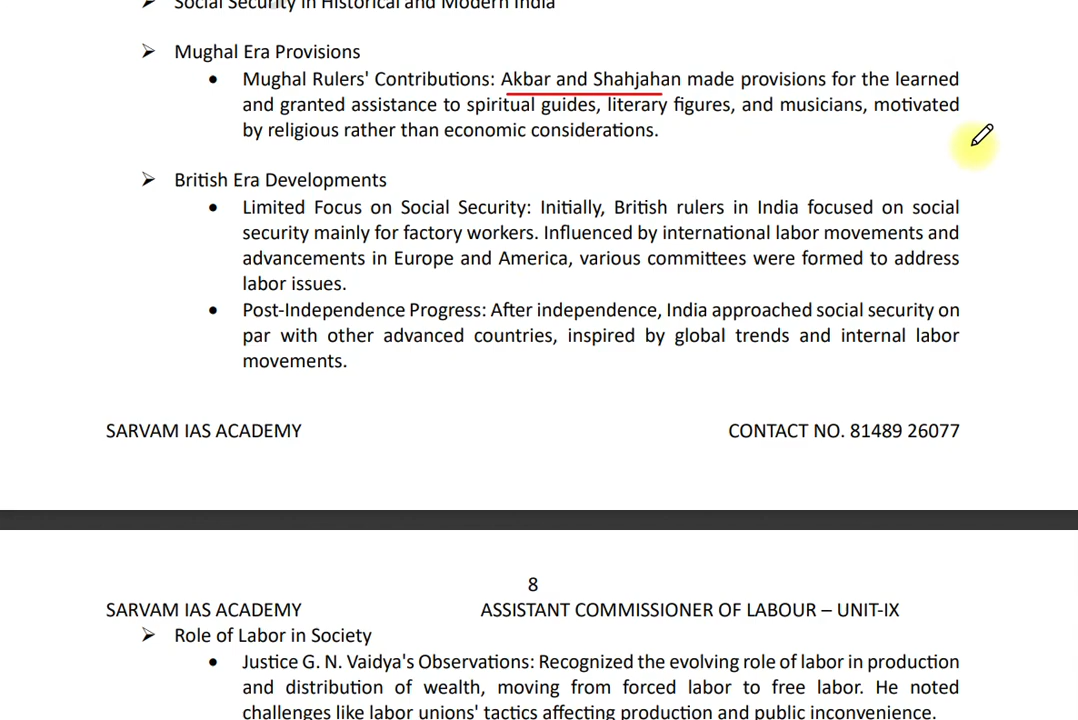 Social Security in Historical and Modern India
Mughal Era Provisions
Mughal Rulers' Contributions: Akbar and Shahjahan made provisions for the learned
and granted assistance to spiritual guides, literary figures, and musicians, motivated
by religious rather than economic considerations.
British Era Developments
Limited Focus on Social Security: Initially, British rulers in India focused on social
security mainly for factory workers. Influenced by international labor movements and
advancements in Europe and America, various committees were formed to address
labor issues.
Post-Independence Progress: After independence, India approached social security on
par with other advanced countries, inspired by global trends and internal labor
movements.
SARVAM IAS ACADEMY CONTACT NO. 81489 26077
8
SARVAM IAS ACADEMY ASSISTANT COMMISSIONER OF LABOUR – UNIT-IX
Role of Labor in Society
Justice G. N. Vaidya's Observations: Recognized the evolving role of labor in production
and distribution of wealth, moving from forced labor to free labor. He noted
challenges like labor unions' tactics affecting production and public inconvenience.